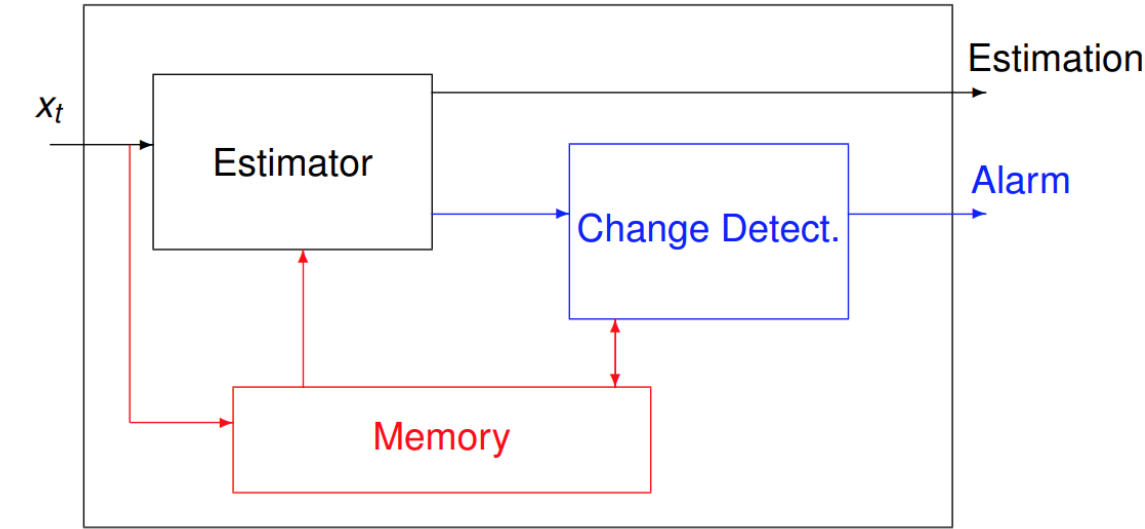 Estimation
x_t
Estimator
Alarm
Change Detect.
Memory